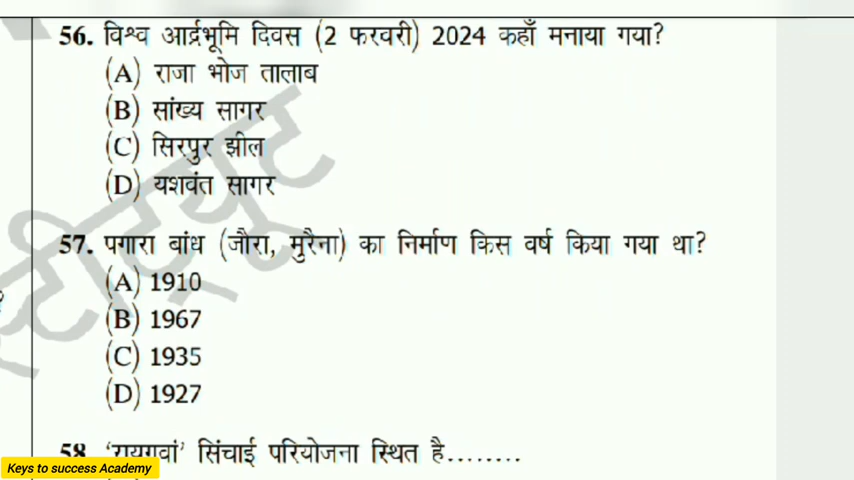 56. विश्व आर्द्रभूमि दिवस (2 फरवरी) 2024 कहाँ मनाया गया?
(A) राजा भोज तालाब
(B) सांख्य सागर
(C) सिरपुर झील
(D) यशवंत सागर
57. पगारा बांध (जौरा, मुरैना) का निर्माण किस वर्ष किया गया था?
(A) 1910
(B) 1967
(C) 1935
(D) 1927
58. 'रायगवां' सिंचाई परियोजना स्थित है........
Keys to success Academy